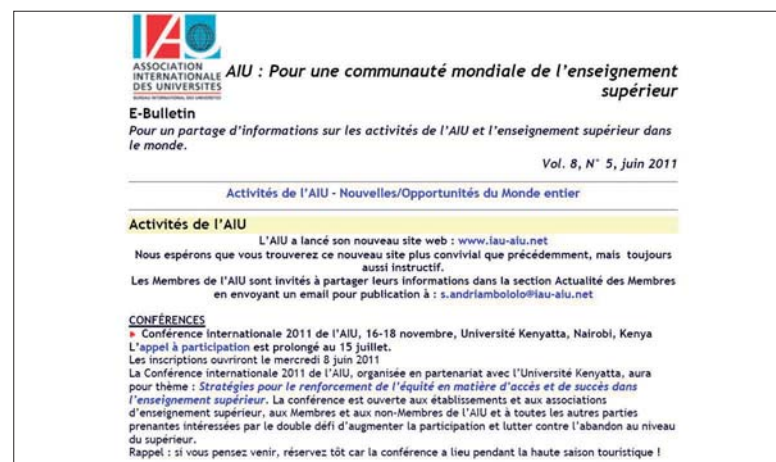 IAU
ASSOCIATION
INTERNATIONALE
DES UNIVERSITES
BUREAU INTERNATIONAL DES UNIVERSITES
AIU : Pour une communauté mondiale de l'enseignement
supérieur
E-Bulletin
Pour un partage d'informations sur les activités de l'AIU et l'enseignement supérieur dans
le monde.
Vol. 8, N° 5, juin 2011
Activités de l'AIU - Nouvelles/Opportunités du Monde entier
Activités de l'AIU
L'AIU a lancé son nouveau site web : www.iau-aiu.net
Nous espérons que vous trouverez ce nouveau site plus convivial que précédemment, mais toujours
aussi instructif.
Les Membres de l'AIU sont invités à partager leurs informations dans la section Actualité des Membres
en envoyant un email pour publication à : s.andriambololo@iau-aiu.net
CONFÉRENCES
► Conférence internationale 2011 de l'AIU, 16-18 novembre, Université Kenyatta, Nairobi, Kenya
L'appel à participation est prolongé au 15 juillet.
Les inscriptions ouvriront le mercredi 8 juin 2011
La Conférence internationale 2011 de l'AIU, organisée en partenariat avec l'Université Kenyatta, aura
pour thème : Stratégies pour le renforcement de l'équité en matière d'accès et de succès dans
l'enseignement supérieur. La conférence est ouverte aux établissements et aux associations
d'enseignement supérieur, aux Membres et aux non-Membres de l'AIU et à toutes les autres parties
prenantes intéressées par le double défi d'augmenter la participation et lutter contre l'abandon au niveau
du supérieur.
Rappel : si vous pensez venir, réservez tôt car la conférence a lieu pendant la haute saison touristique !